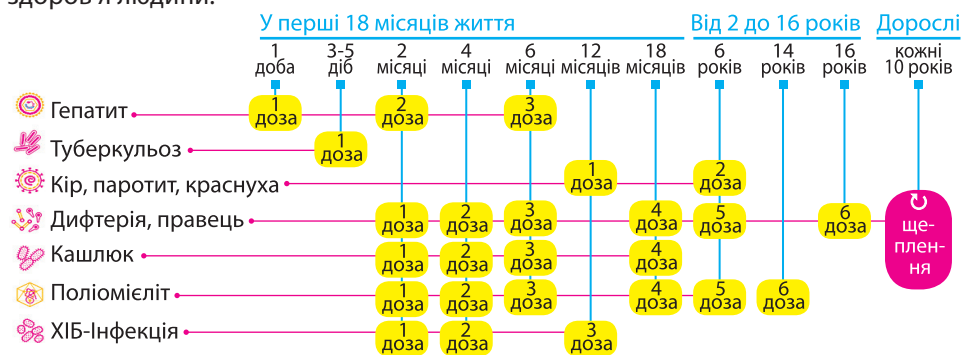 здоров'я людини.
У перші 18 місяців життя Від 2 до 16 років Дорослі
1 доба 3-5 діб 2 місяці 4 місяці 6 місяці 12 місяців 18 місяців 6 років 14 років 16 років кожні 10 років
Гепатит 1 доза 2 доза 3 доза
Туберкульоз 1 доза
Кір, паротит, краснуха 1 доза 2 доза
Дифтерія, правець 1 доза 2 доза 3 доза 4 доза 5 доза 6 доза
ще-
плен-
ня
Кашлюк 1 доза 2 доза 3 доза 4 доза
Поліомієліт 1 доза 2 доза 3 доза 4 доза 5 доза 6 доза
ХІБ-Інфекція 1 доза 2 доза 3 доза